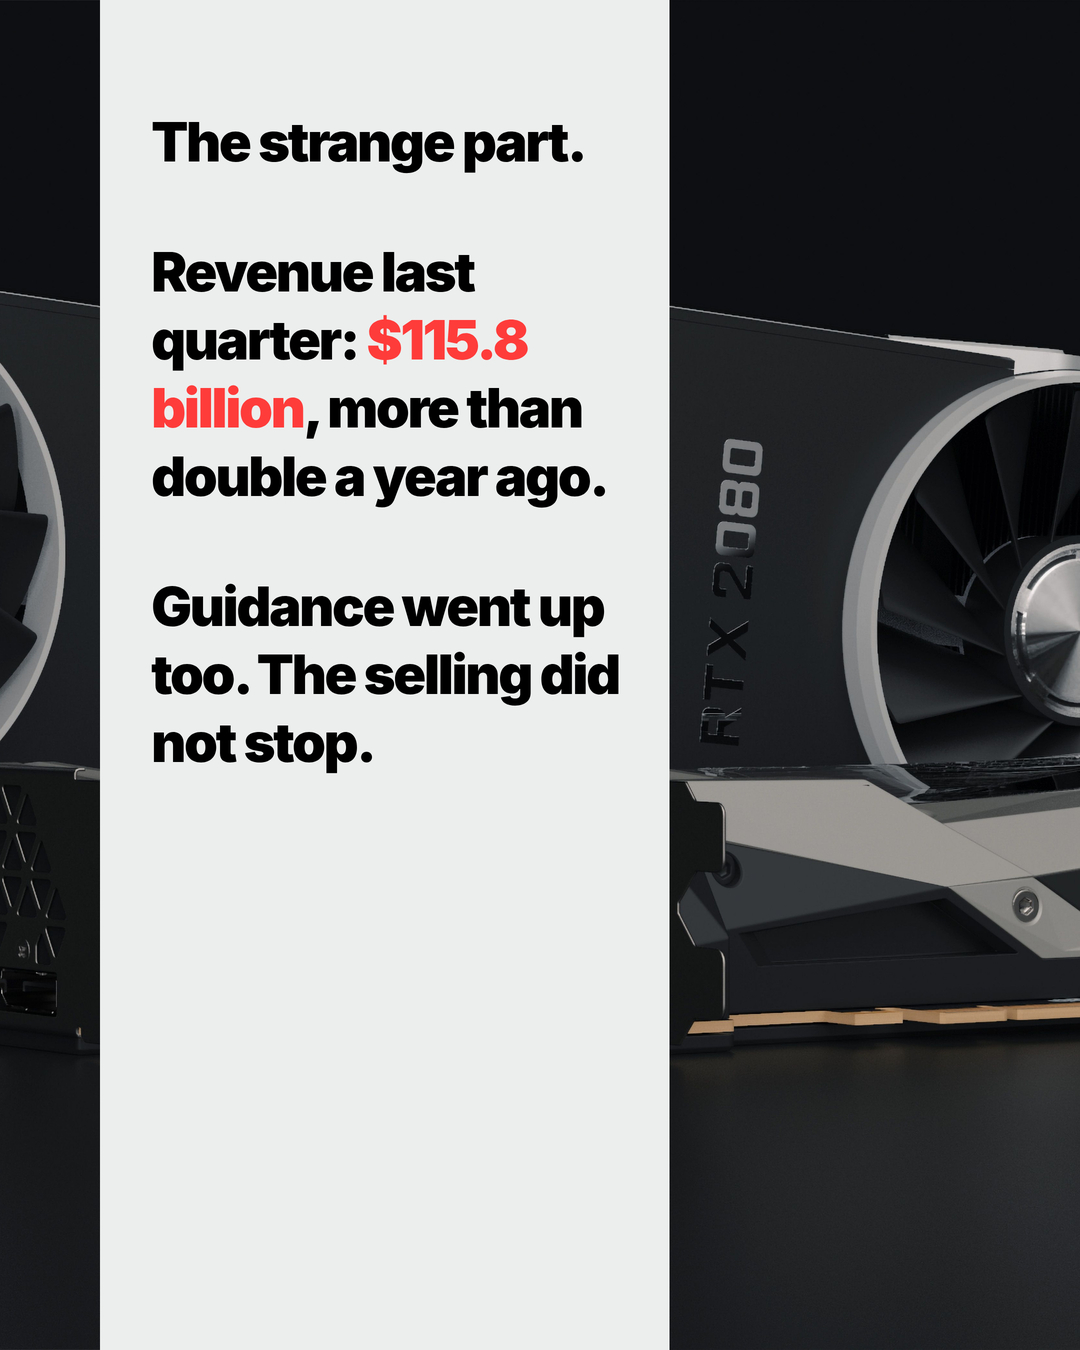 The strange part.
Revenue last
quarter: $115.8
billion, more than
double a year ago.
Guidance went up
too. The selling did
not stop.
RTX 2080